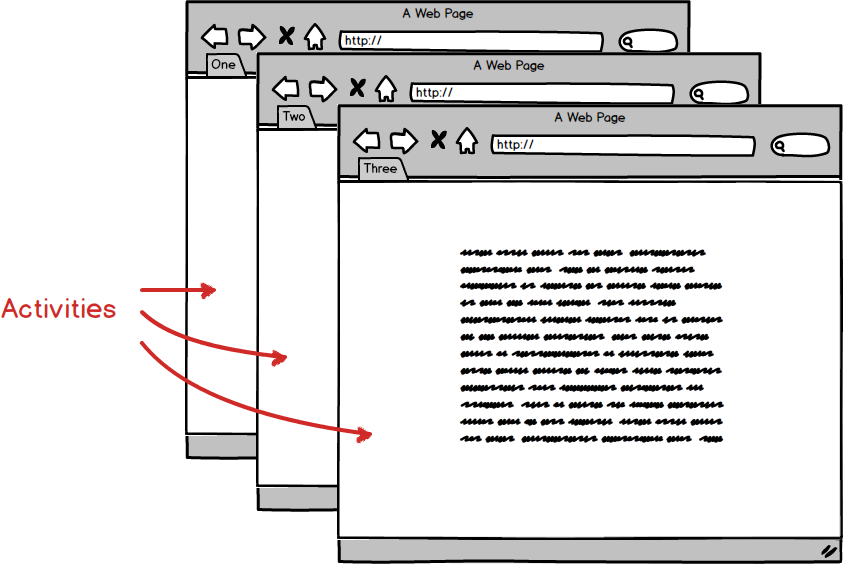 A Web Page
http://
One
A Web Page
http://
Two
A Web Page
http://
Three
Activities